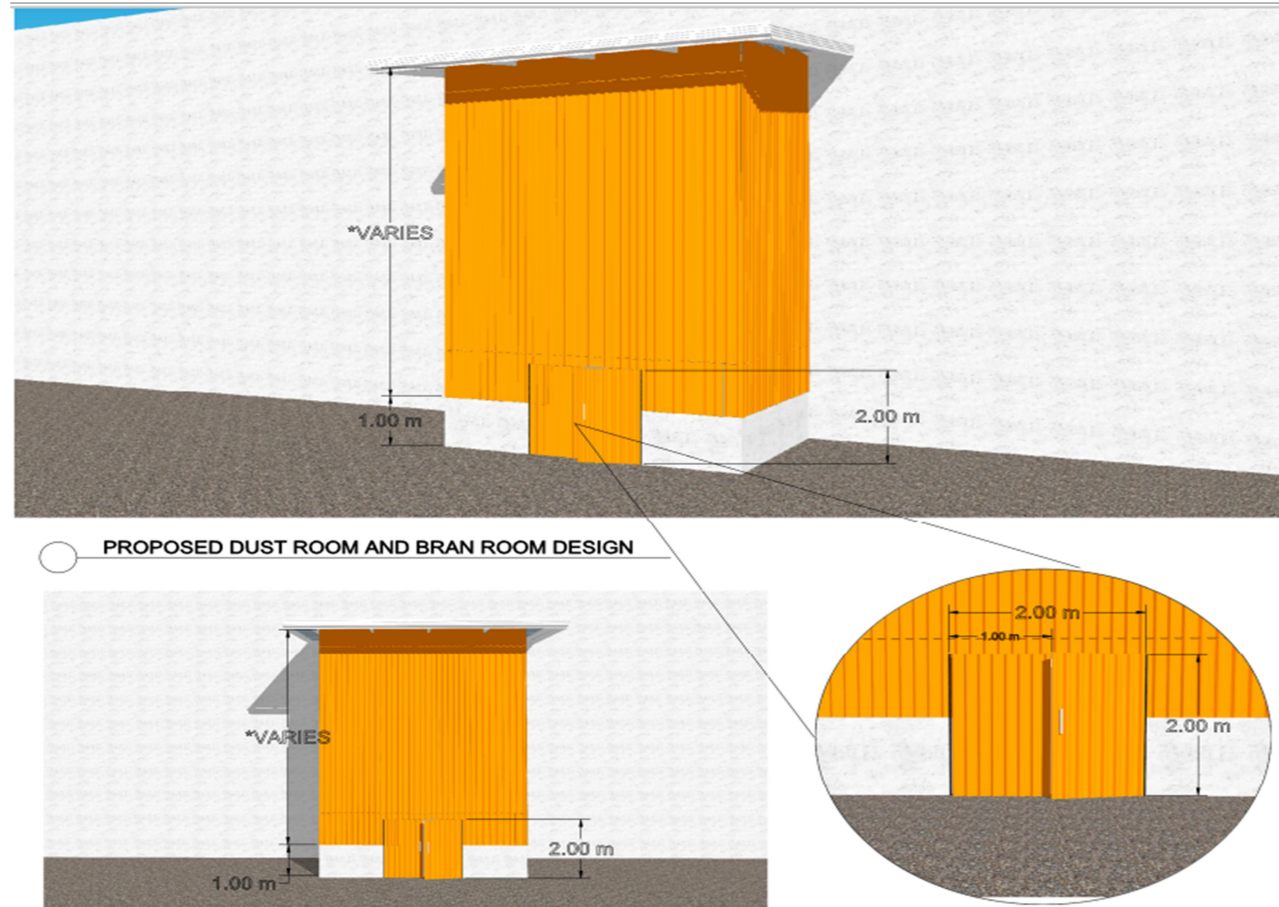 *VARIES
1.00 m
2.00 m
PROPOSED DUST ROOM AND BRAN ROOM DESIGN
*VARIES
1.00 m
2.00 m
2.00 m
1.00 m
2.00 m